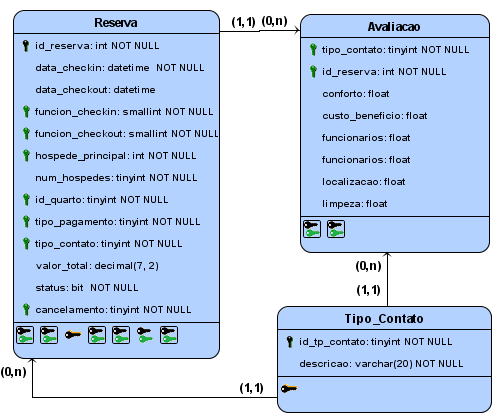 Reserva
id_reserva: int NOT NULL
data_checkin: datetime NOT NULL
data_checkout: datetime
funcion_checkin: smallint NOT NULL
funcion_checkout: smallint NOT NULL
hospede_principal: int NOT NULL
num_hospedes: tinyint NOT NULL
id_quarto: tinyint NOT NULL
tipo_pagamento: tinyint NOT NULL
tipo_contato: tinyint NOT NULL
valor_total: decimal(7, 2)
status: bit NOT NULL
cancelamento: tinyint NOT NULL
(1,1) (0,n)
Avaliacao
tipo_contato: tinyint NOT NULL
id_reserva: int NOT NULL
conforto: float
custo_beneficio: float
funcionarios: float
funcionarios: float
localizacao: float
limpeza: float
(0,n)
(1,1)
Tipo_Contato
id_tp_contato: tinyint NOT NULL
descricao: varchar(20) NOT NULL
(0,n)
(1,1)